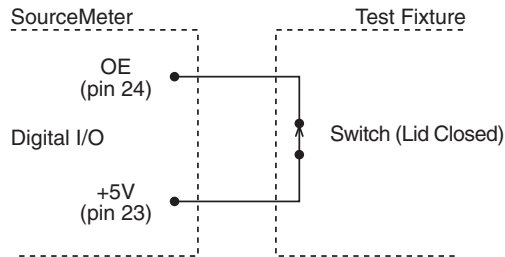 SourceMeter
Test Fixture
OE
(pin 24)
Digital I/O
Switch (Lid Closed)
+5V
(pin 23)